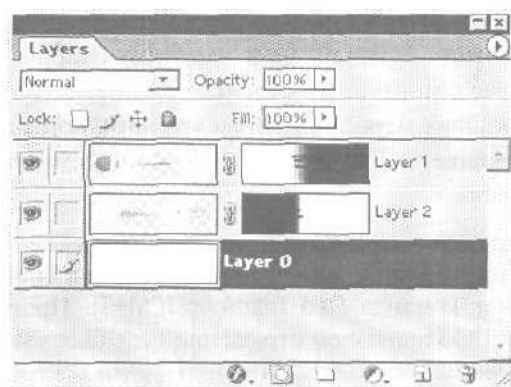 Layers
Normal Opacity: 100%
Lock: Fill: 100%
Layer 1
Layer 2
Layer 0